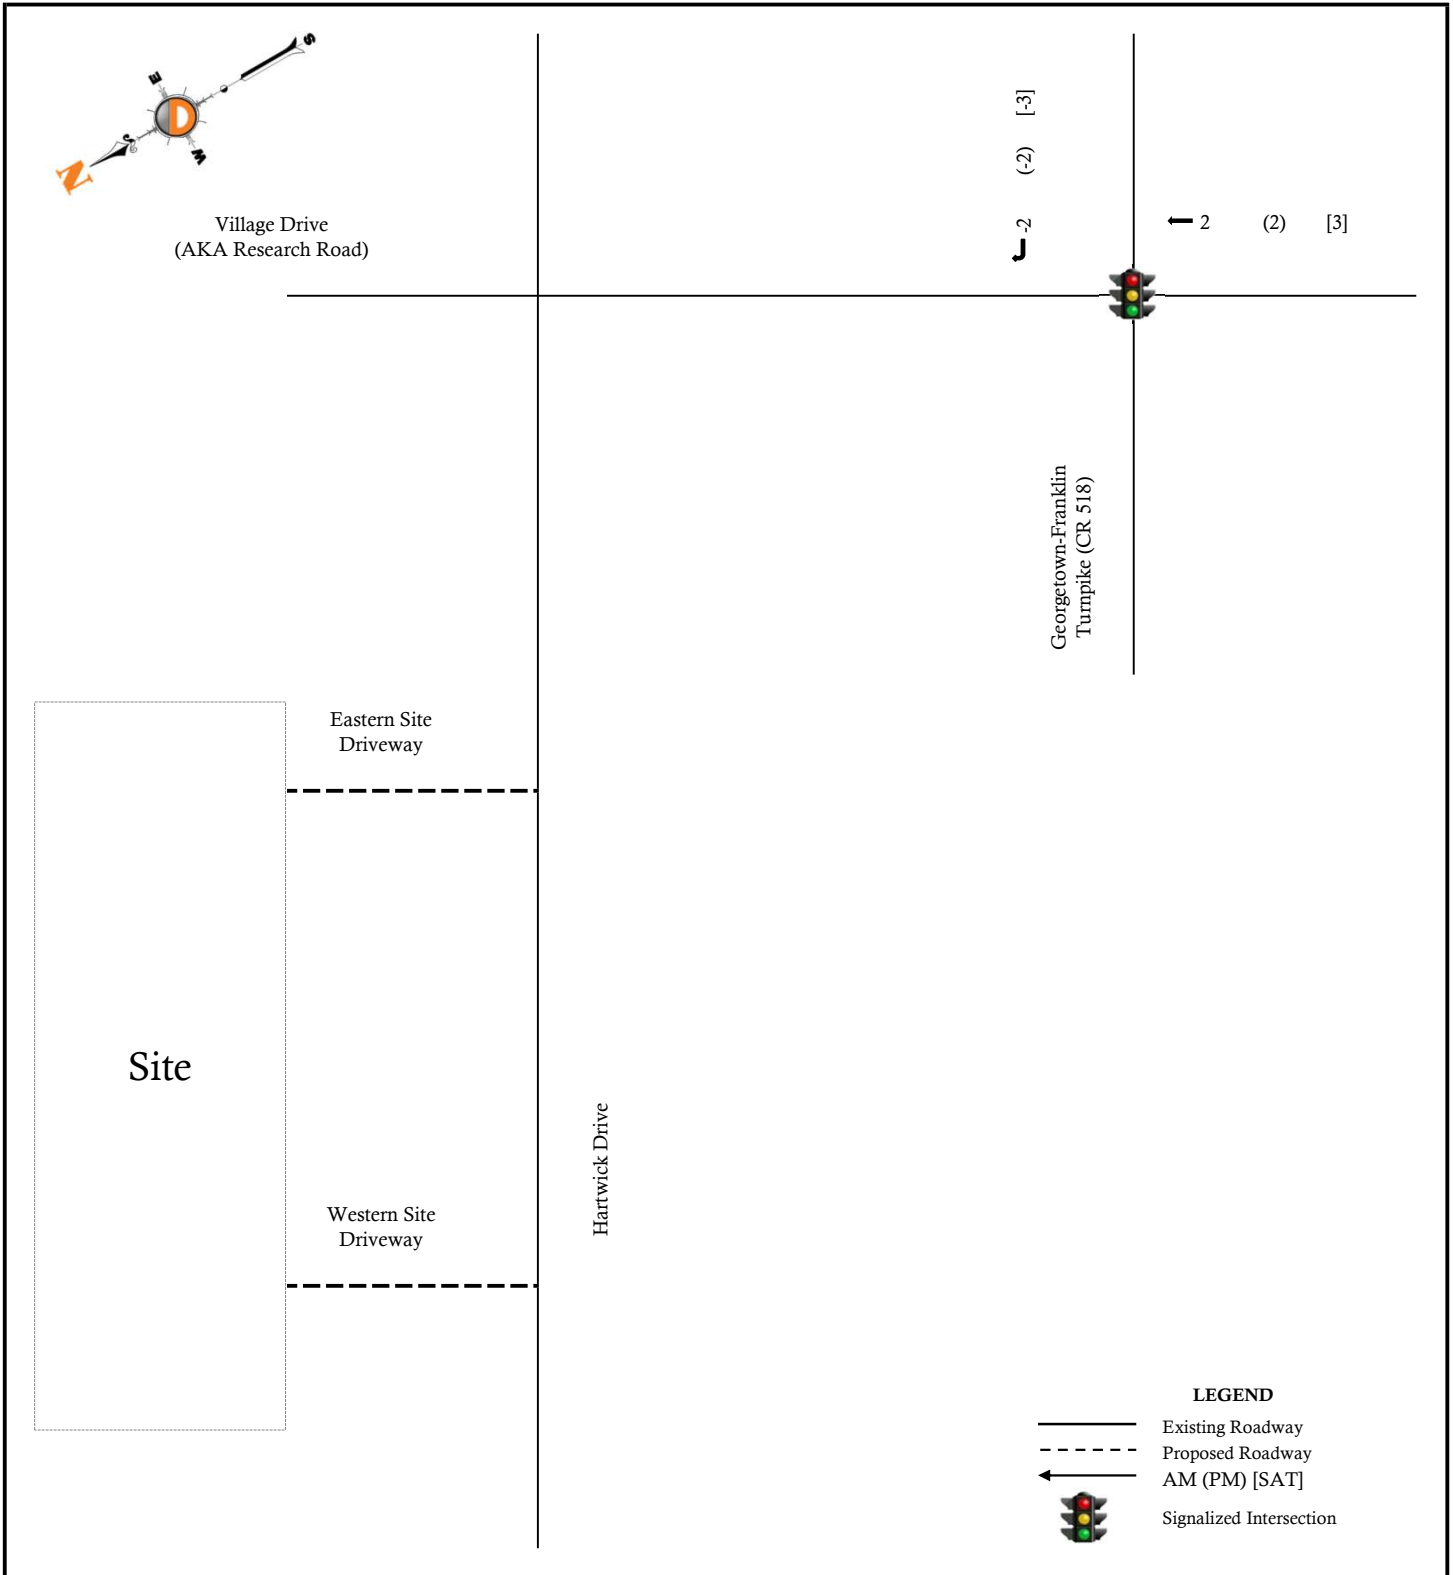 S
E
D
W
N
Village Drive
(AKA Research Road)
[-3]
(-2)
-2
2 (2) [3]
Georgetown-Franklin
Turnpike (CR 518)
Eastern Site
Driveway
Site
Hartwick Drive
Western Site
Driveway
LEGEND
Existing Roadway
Proposed Roadway
AM (PM) [SAT]
Signalized Intersection